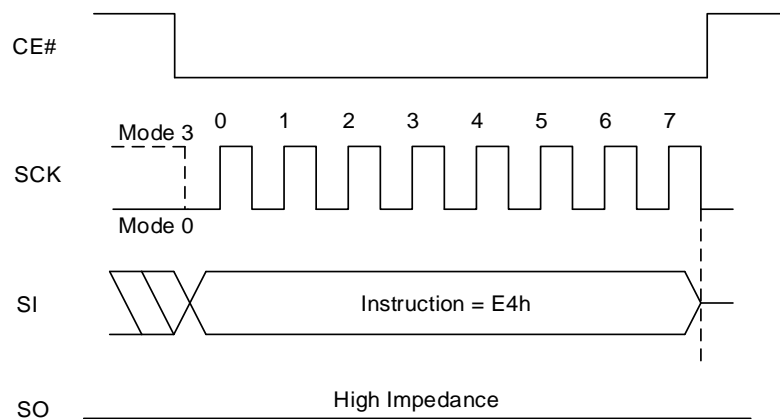 CE#
0 1 2 3 4 5 6 7
Mode 3
SCK
Mode 0
SI
Instruction = E4h
High Impedance
SO